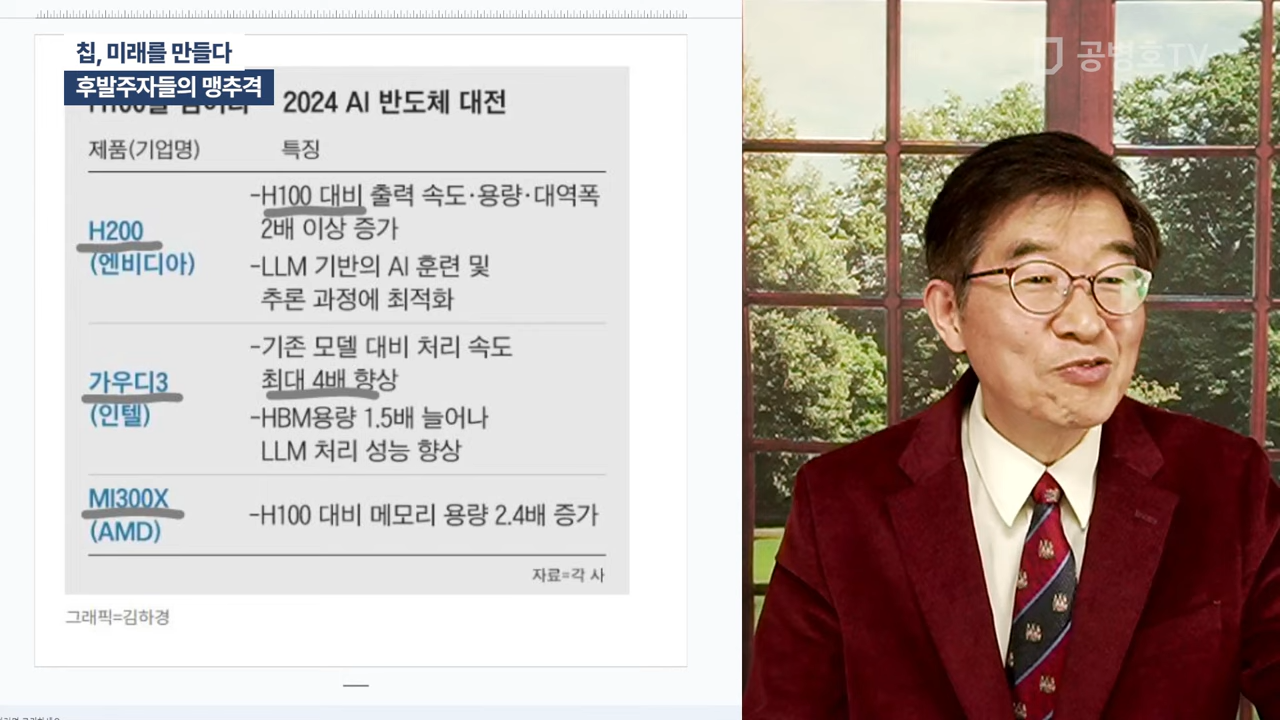 칩, 미래를 만들다
후발주자들의 맹추격
2024 AI 반도체 대전
제품(기업명) 특징
H200
(엔비디아)
-H100 대비 출력 속도·용량·대역폭
2배 이상 증가
-LLM 기반의 AI 훈련 및
추론 과정에 최적화
가우디3
(인텔)
-기존 모델 대비 처리 속도
최대 4배 향상
-HBM용량 1.5배 늘어나
LLM 처리 성능 향상
MI300X
(AMD)
-H100 대비 메모리 용량 2.4배 증가
자료=각 사
그래픽=김하경
공병호TV